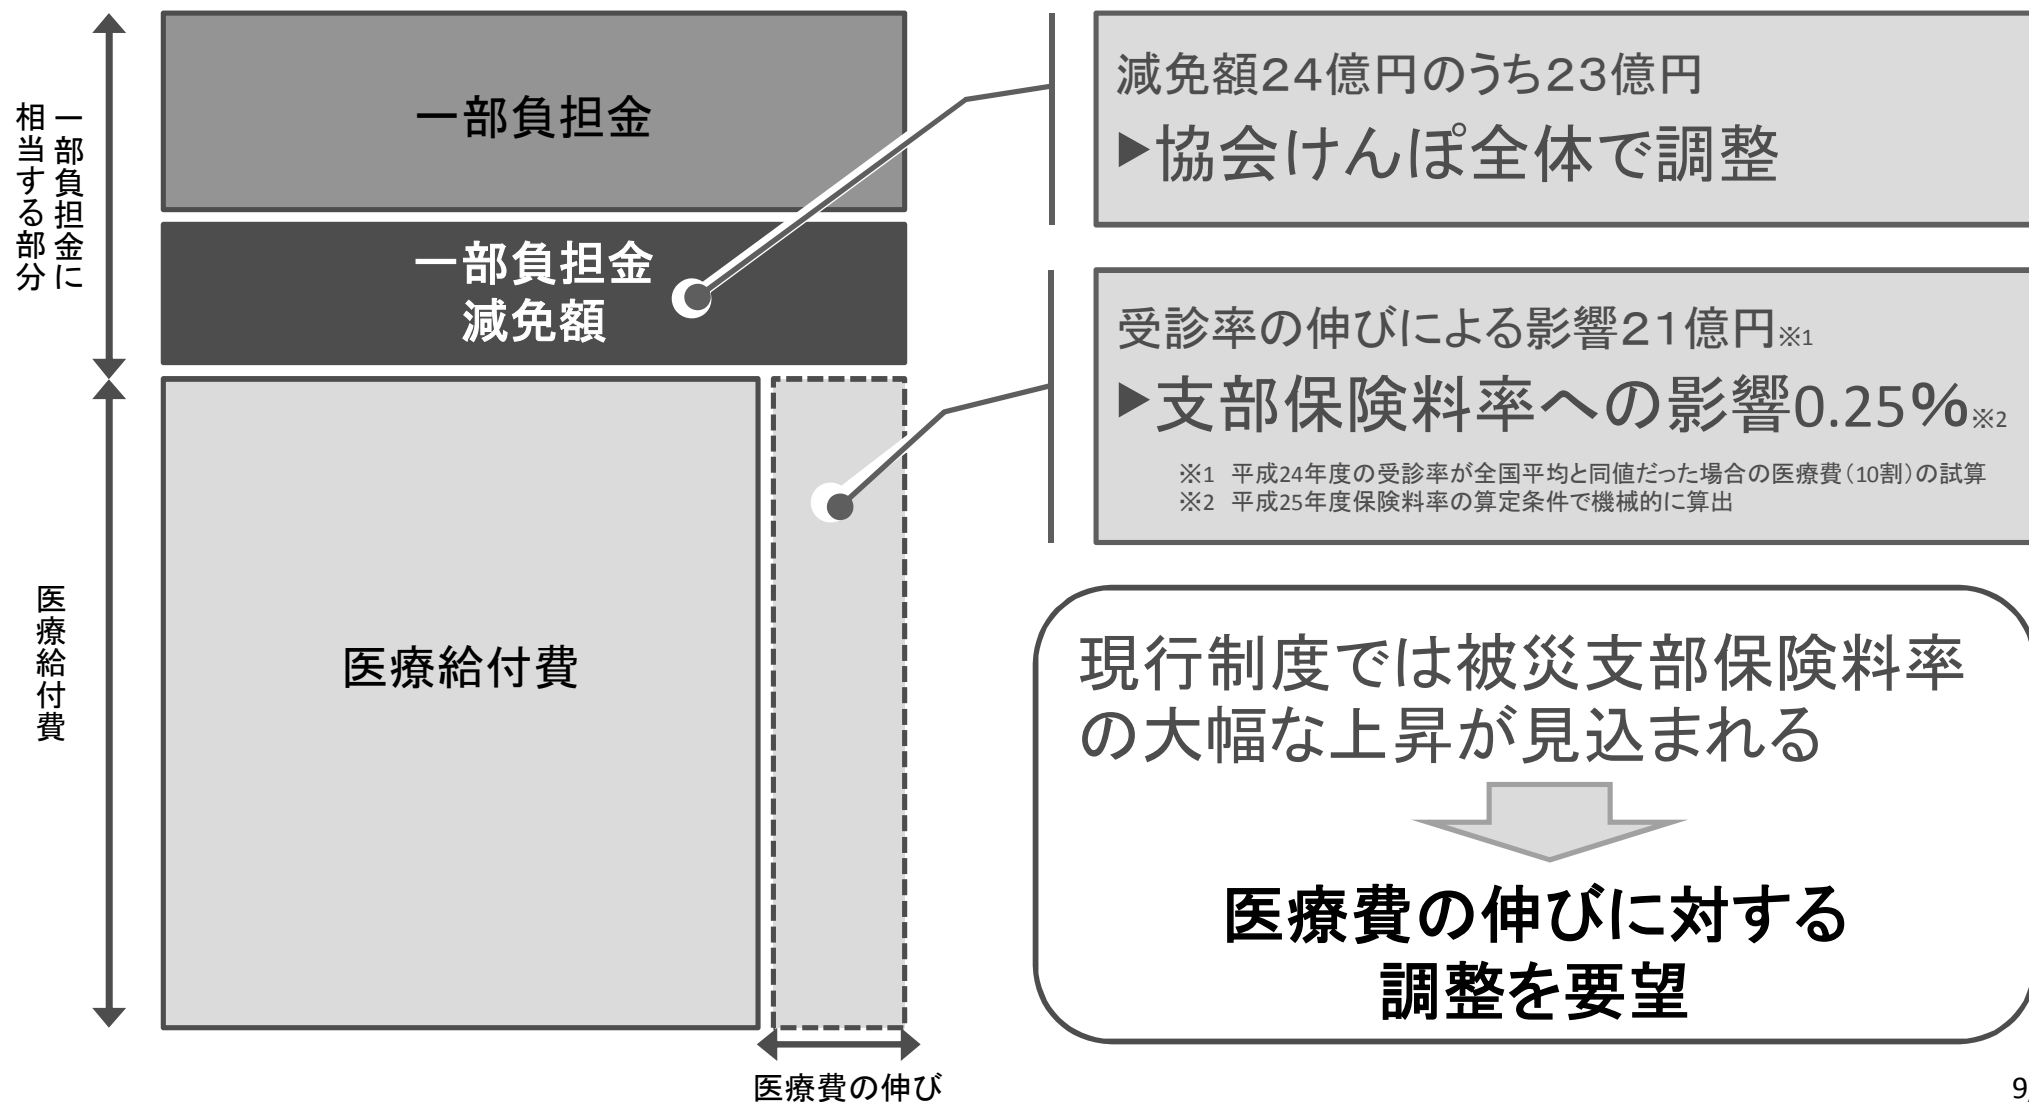 一部負担金に
相当する部分
一部負担金
一部負担金
減免額
医療給付費
医療給付費
医療費の伸び
減免額24億円のうち23億円
▶協会けんぽ全体で調整
受診率の伸びによる影響21億円※1
▶支部保険料率への影響0.25%※2
※1 平成24年度の受診率が全国平均と同値だった場合の医療費(10割)の試算
※2 平成25年度保険料率の算定条件で機械的に算出
現行制度では被災支部保険料率
の大幅な上昇が見込まれる
医療費の伸びに対する
調整を要望
9